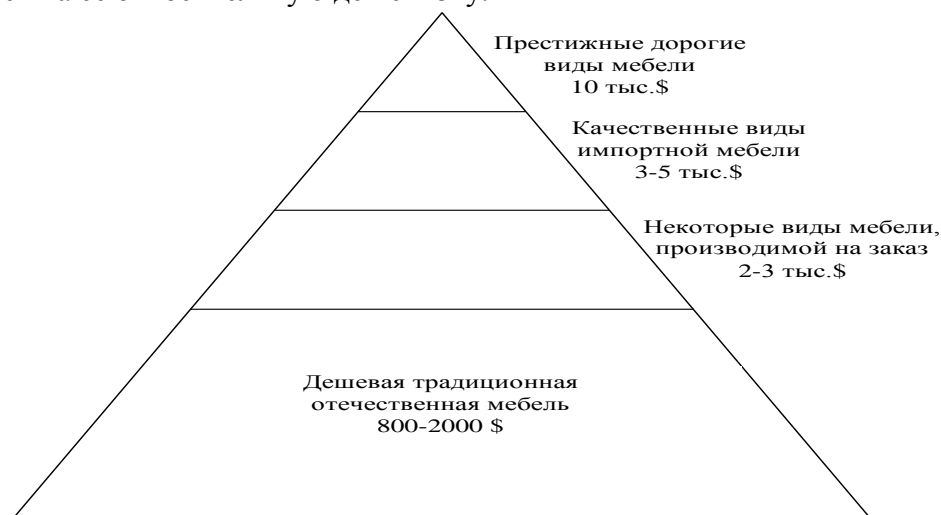 Престижные дорогие
виды мебели
10 тыс.$
Качественные виды
импортной мебели
3-5 тыс.$
Некоторые виды мебели,
производимой на заказ
2-3 тыс.$
Дешевая традиционная
отечественная мебель
800-2000 $